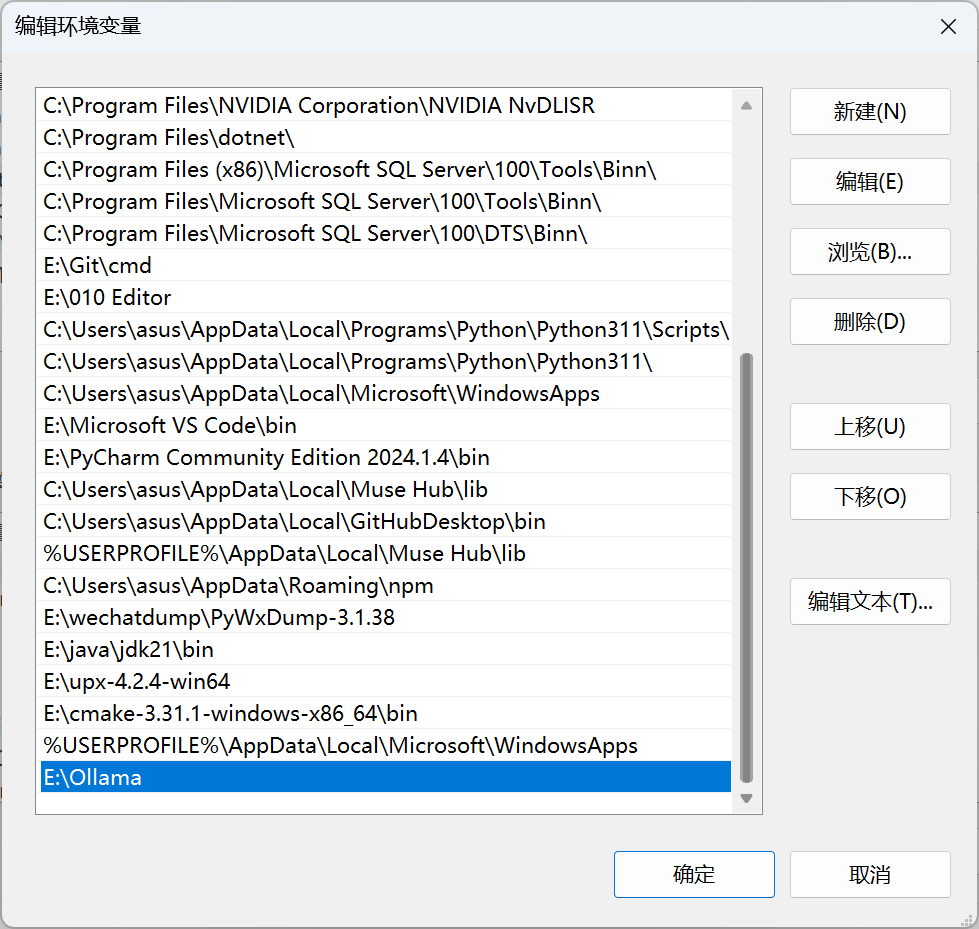 编辑环境变量
C:\Program Files\NVIDIA Corporation\NVIDIA NvDLISR
C:\Program Files\dotnet\
C:\Program Files (x86)\Microsoft SQL Server\100\Tools\Binn\
C:\Program Files\Microsoft SQL Server\100\Tools\Binn\
C:\Program Files\Microsoft SQL Server\100\DTS\Binn\
E:\Git\cmd
E:\010 Editor
C:\Users\asus\AppData\Local\Programs\Python\Python311\Scripts\
C:\Users\asus\AppData\Local\Programs\Python\Python311\
C:\Users\asus\AppData\Local\Microsoft\WindowsApps
E:\Microsoft VS Code\bin
E:\PyCharm Community Edition 2024.1.4\bin
C:\Users\asus\AppData\Local\Muse Hub\lib
C:\Users\asus\AppData\Local\GitHubDesktop\bin
%USERPROFILE%\AppData\Local\Muse Hub\lib
C:\Users\asus\AppData\Roaming\npm
E:\wechatdump\PyWxDump-3.1.38
E:\java\jdk21\bin
E:\upx-4.2.4-win64
E:\cmake-3.31.1-windows-x86_64\bin
%USERPROFILE%\AppData\Local\Microsoft\WindowsApps
E:\Ollama
新建(N)
编辑(E)
浏览(B)...
删除(D)
上移(U)
下移(O)
编辑文本(T)...
确定
取消